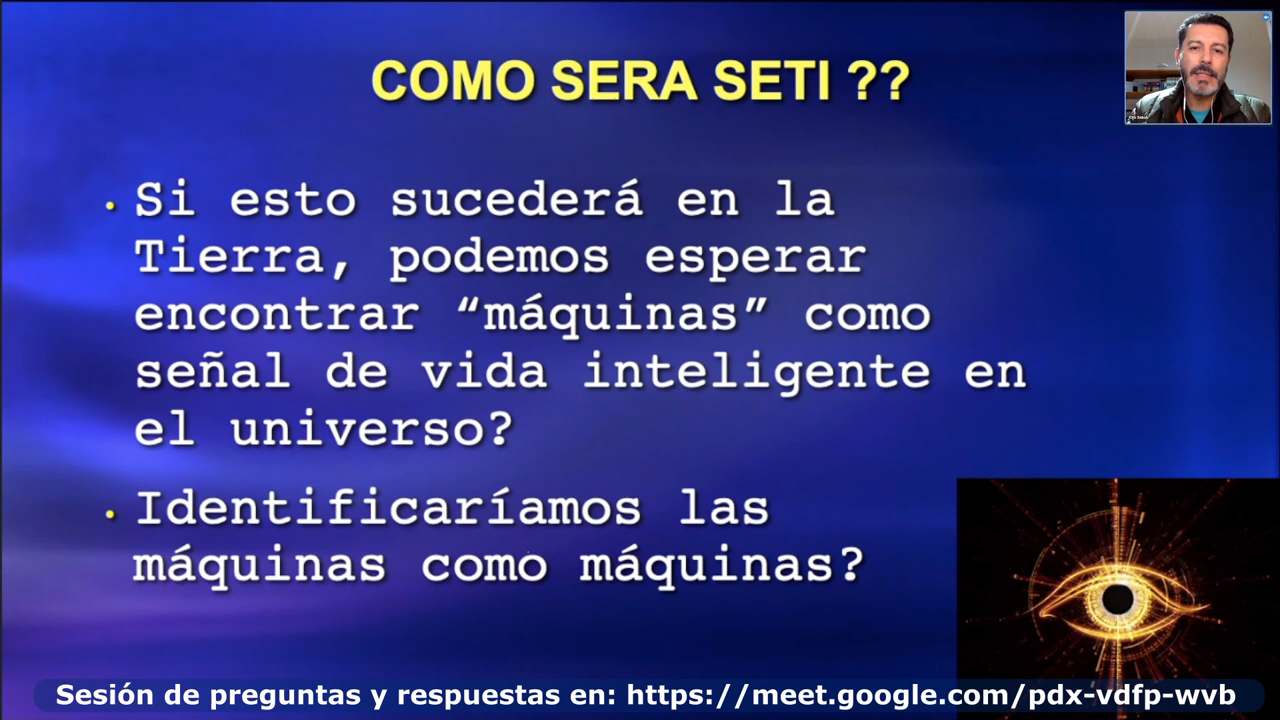 COMO SERA SETI ??
• Si esto sucederá en la
Tierra, podemos esperar
encontrar “máquinas” como
señal de vida inteligente en
el universo?
• Identificaríamos las
máquinas como máquinas?
Sesión de preguntas y respuestas en: https://meet.google.com/pdx-vdfp-wvb